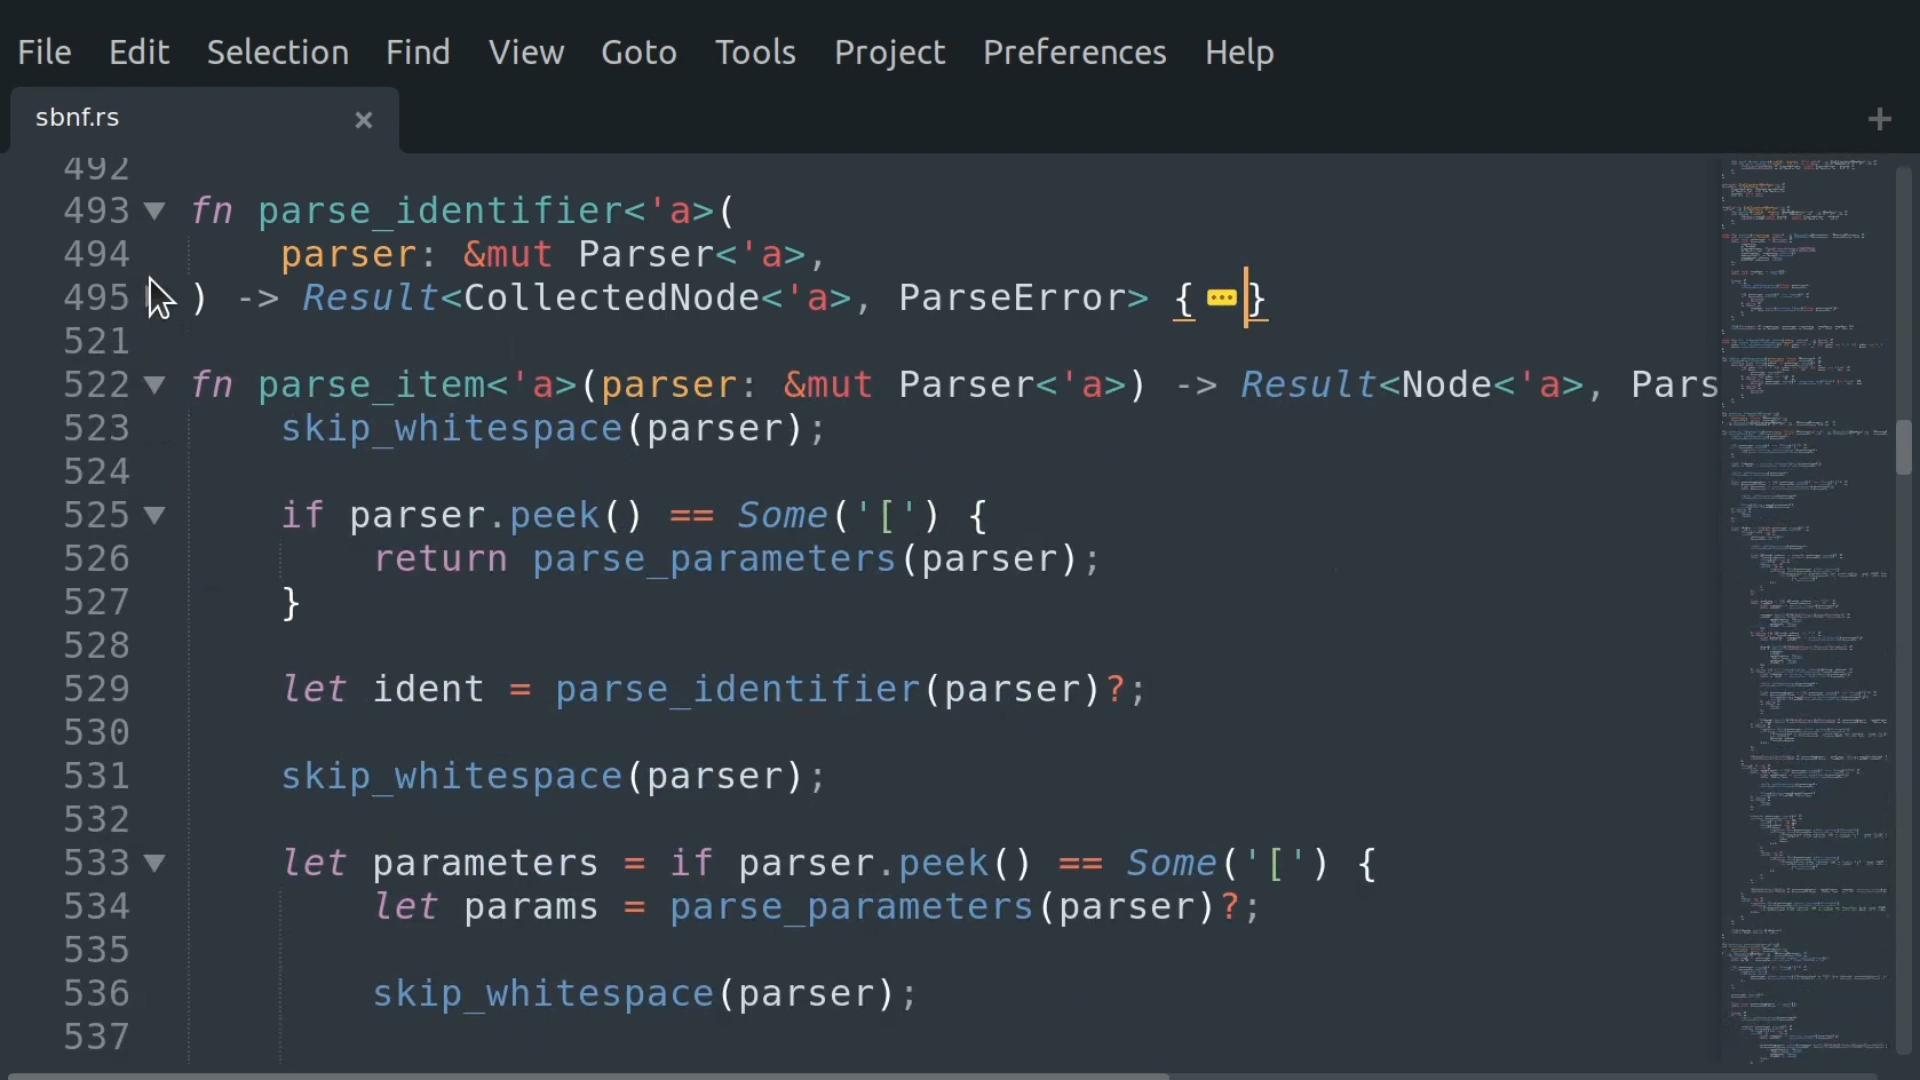 File Edit Selection Find View Goto Tools Project Preferences Help
sbnf.rs × +
492
493 ▼ fn parse_identifier<'a>(
494     parser: &mut Parser<'a>,
495 ) -> Result<CollectedNode<'a>, ParseError> {...}
521
522 ▼ fn parse_item<'a>(parser: &mut Parser<'a>) -> Result<Node<'a>, Pars
523     skip_whitespace(parser);
524
525 ▼     if parser.peek() == Some('[') {
526         return parse_parameters(parser);
527     }
528
529     let ident = parse_identifier(parser)?;
530
531     skip_whitespace(parser);
532
533 ▼     let parameters = if parser.peek() == Some('[') {
534         let params = parse_parameters(parser)?;
535
536         skip_whitespace(parser);
537